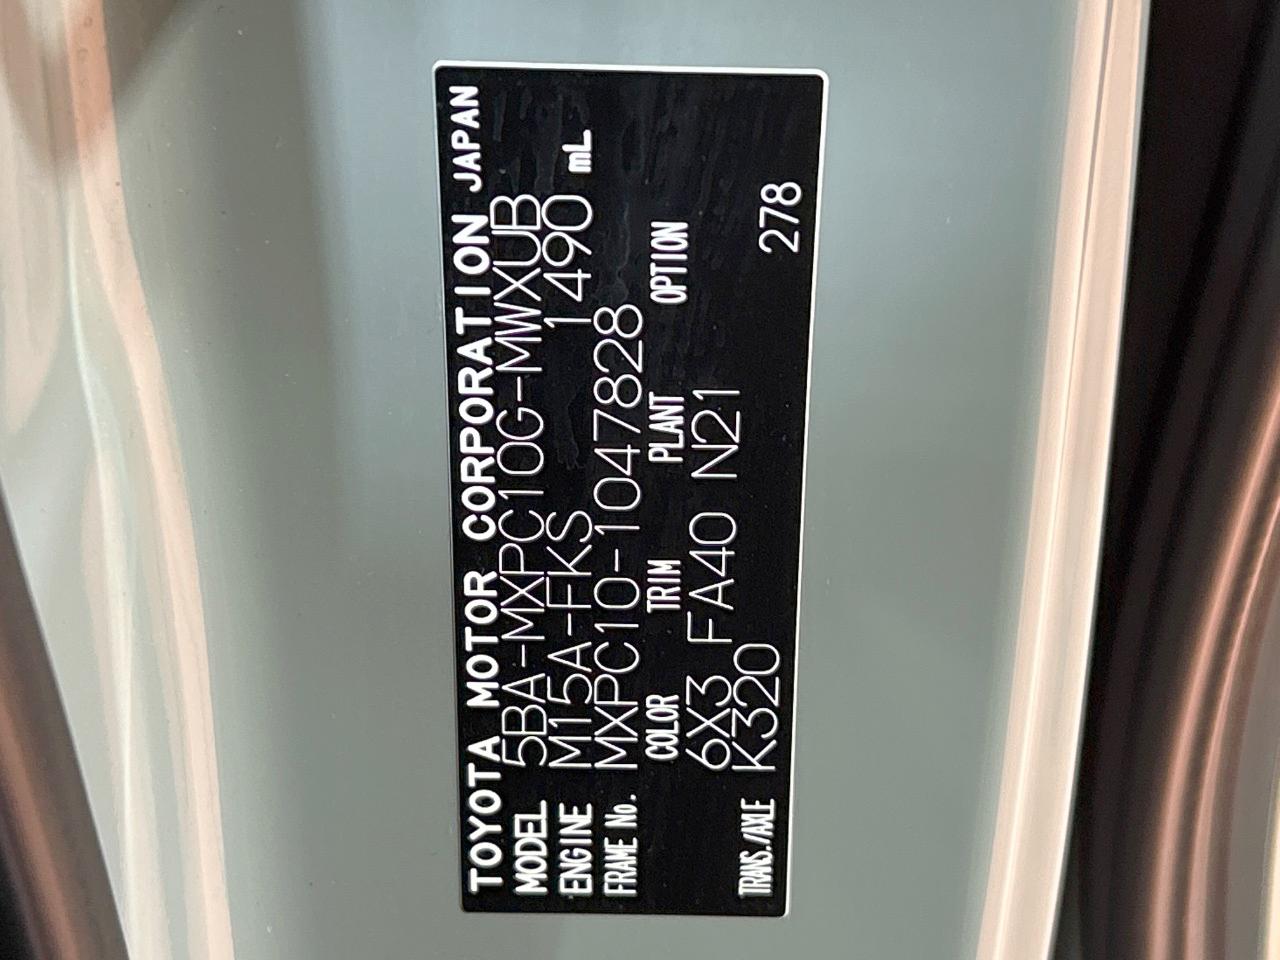 TOYOTA MOTOR CORPORATION JAPAN
MODEL 5BA-MXPC10G-MWXUB
ENGINE M15A-FKS 1490 mL
FRAME No. MXPC10-1047828
COLOR TRIM PLANT OPTION
6X3 FA40 N21
TRANS./AXLE K320 278